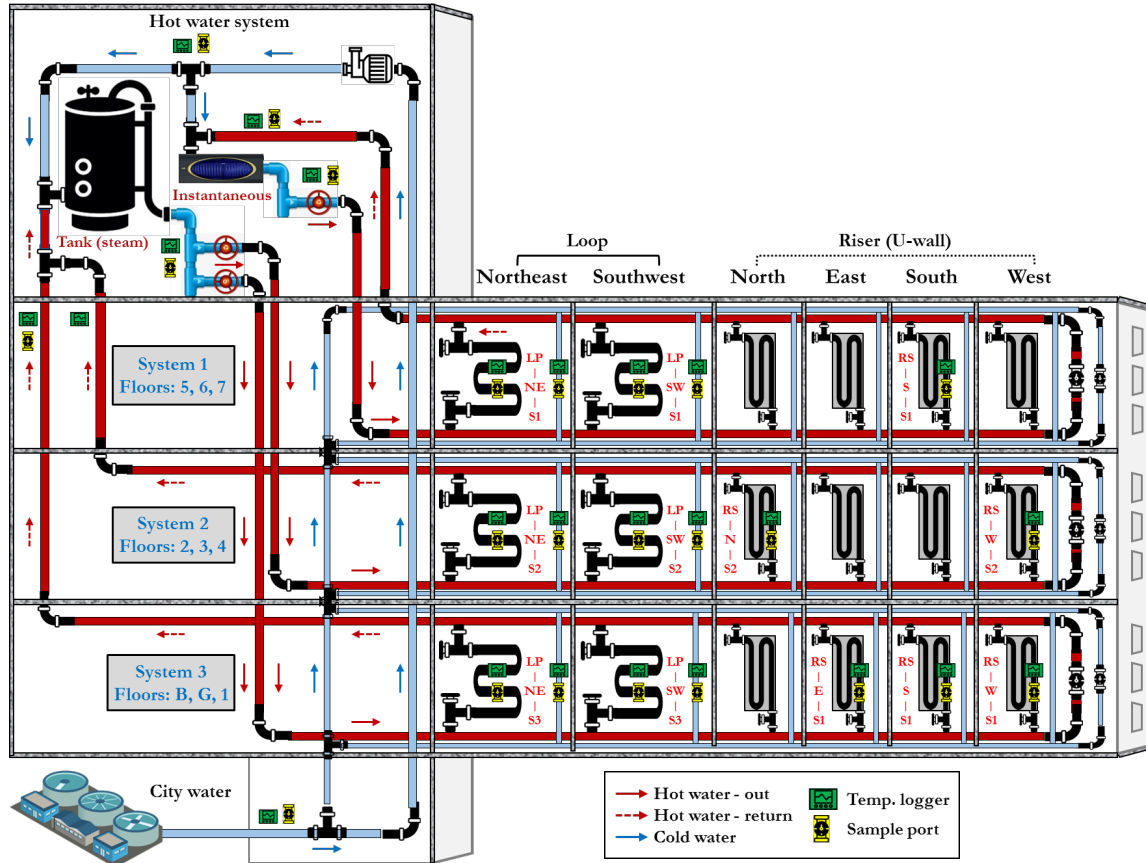 Hot water system
Instantaneous
Tank (steam)
Loop
Riser (U-wall)
Northeast
Southwest
North
East
South
West
System 1
Floors: 5, 6, 7
LP
NE
S1
LP
SW
S1
RS
S
S1
System 2
Floors: 2, 3, 4
LP
NE
S2
LP
SW
S2
RS
N
S2
RS
W
S2
System 3
Floors: B, G, 1
LP
NE
S3
LP
SW
S3
RS
E
S1
RS
S
S1
RS
W
S1
City water
Hot water - out
Hot water - return
Cold water
Temp. logger
Sample port